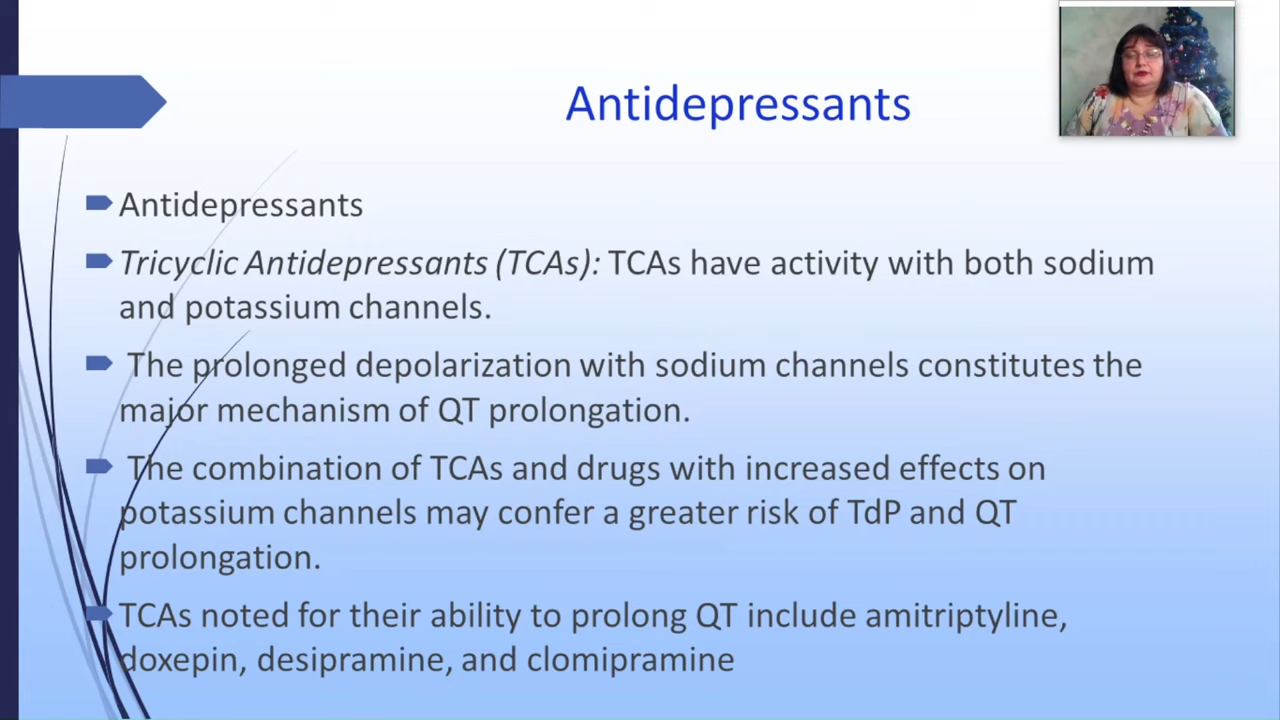 Antidepressants
Antidepressants
Tricyclic Antidepressants (TCAs): TCAs have activity with both sodium
and potassium channels.
The prolonged depolarization with sodium channels constitutes the
major mechanism of QT prolongation.
The combination of TCAs and drugs with increased effects on
potassium channels may confer a greater risk of TdP and QT
prolongation.
TCAs noted for their ability to prolong QT include amitriptyline,
doxepin, desipramine, and clomipramine